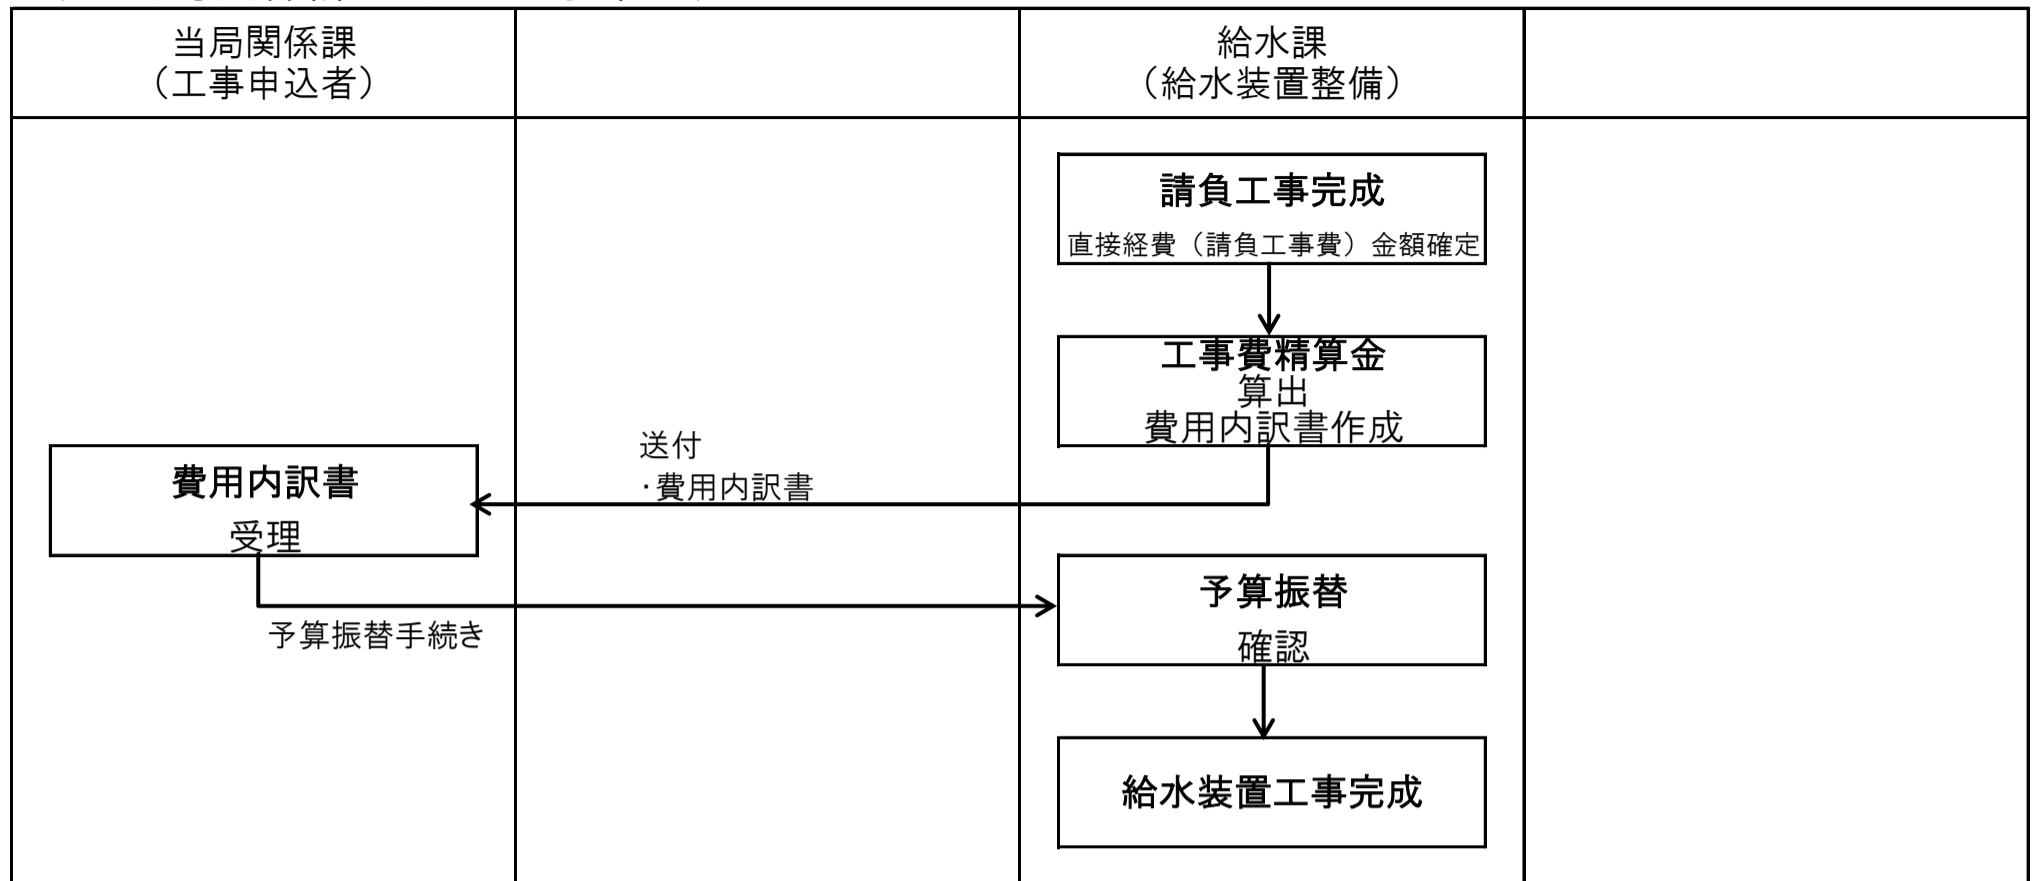 当局関係課
（工事申込者）
給水課
（給水装置整備）
請負工事完成
直接経費（請負工事費）金額確定
工事費精算金
算出
費用内訳書作成
送付
・費用内訳書
費用内訳書
受理
予算振替手続き
予算振替
確認
給水装置工事完成